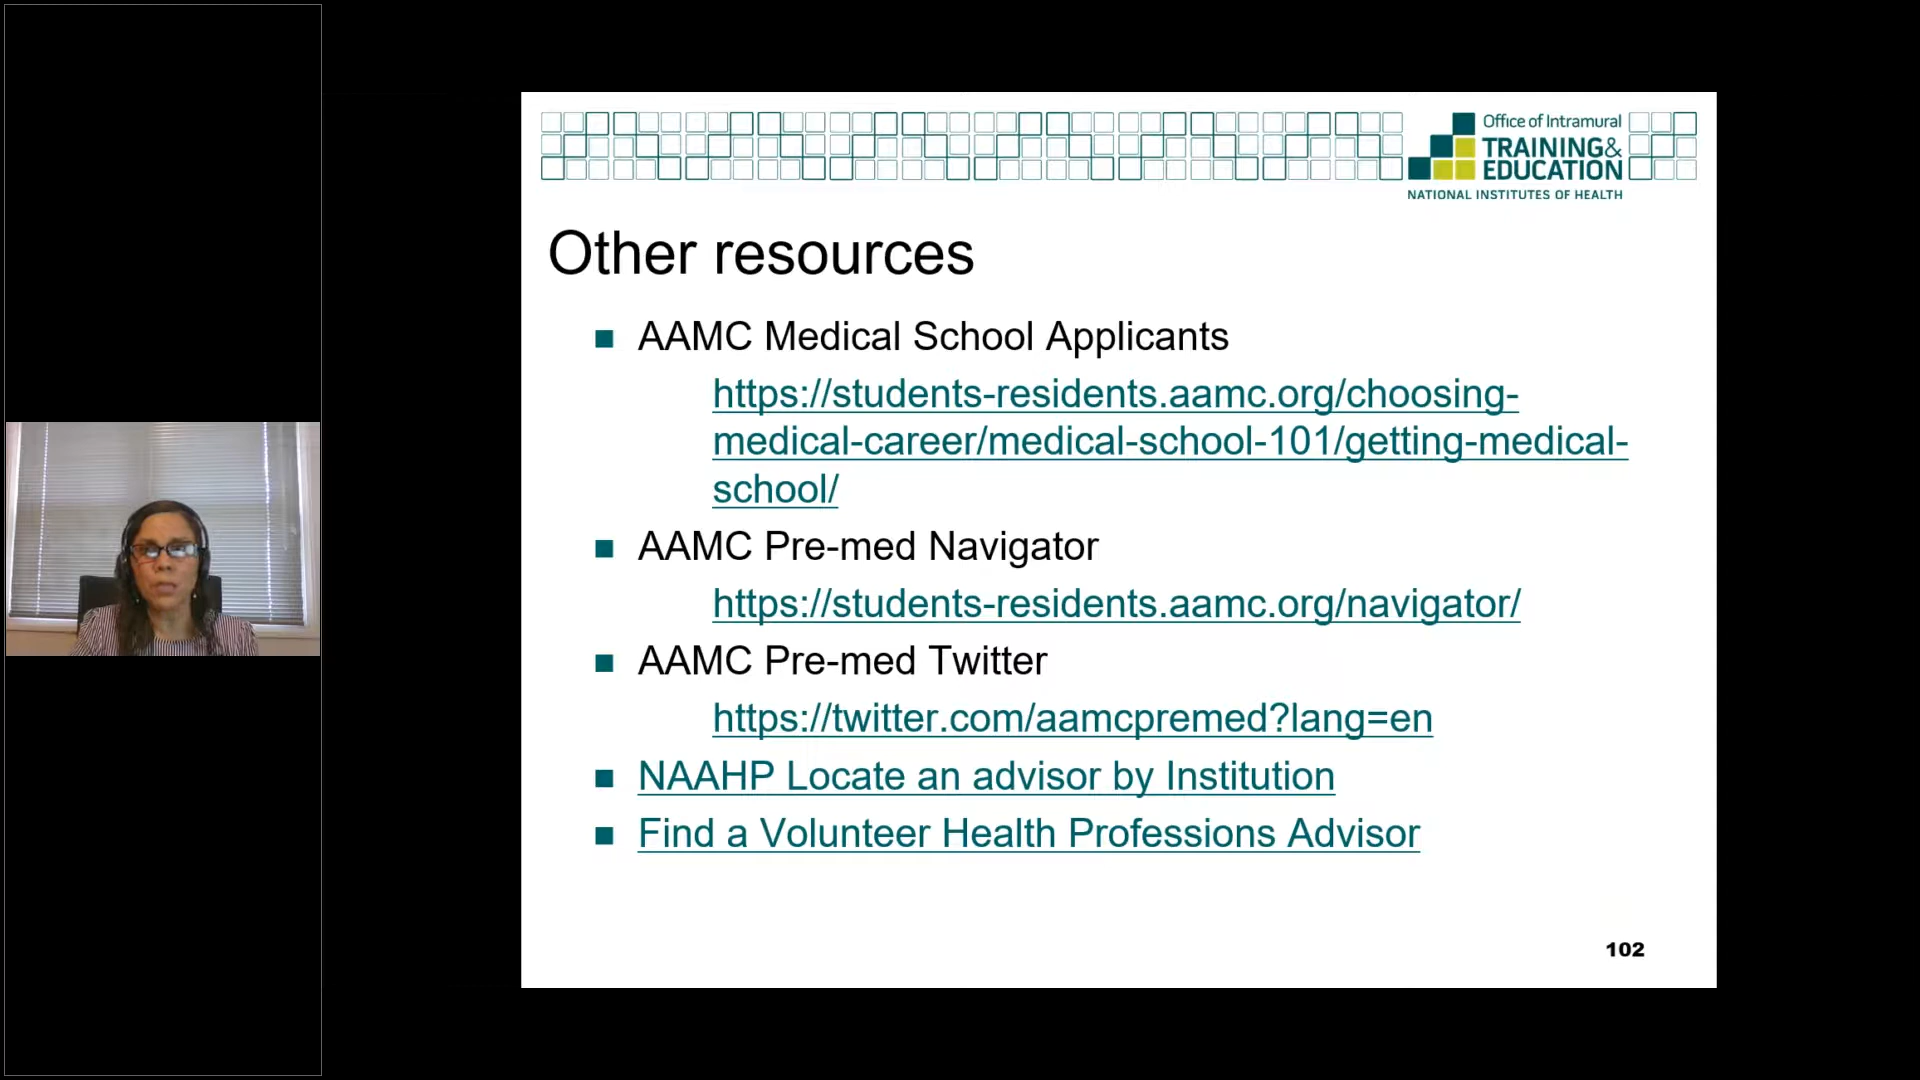 Office of Intramural
TRAINING&
EDUCATION
NATIONAL INSTITUTES OF HEALTH
Other resources
AAMC Medical School Applicants
https://students-residents.aamc.org/choosing-
medical-career/medical-school-101/getting-medical-
school/
AAMC Pre-med Navigator
https://students-residents.aamc.org/navigator/
AAMC Pre-med Twitter
https://twitter.com/aamcpremed?lang=en
NAAHP Locate an advisor by Institution
Find a Volunteer Health Professions Advisor
102